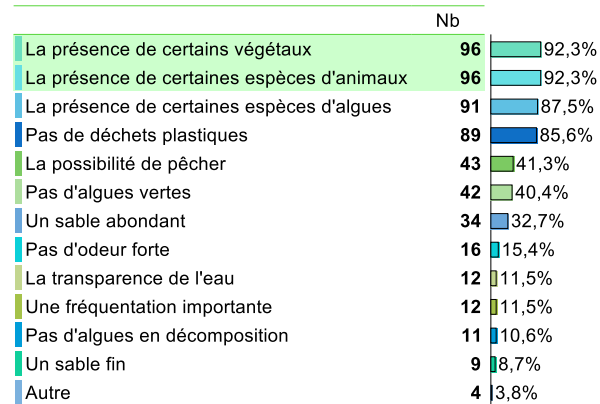 Nb
La présence de certains végétaux 96 92,3%
La présence de certaines espèces d'animaux 96 92,3%
La présence de certaines espèces d'algues 91 87,5%
Pas de déchets plastiques 89 85,6%
La possibilité de pêcher 43 41,3%
Pas d'algues vertes 42 40,4%
Un sable abondant 34 32,7%
Pas d'odeur forte 16 15,4%
La transparence de l'eau 12 11,5%
Une fréquentation importante 12 11,5%
Pas d'algues en décomposition 11 10,6%
Un sable fin 9 8,7%
Autre 4 3,8%